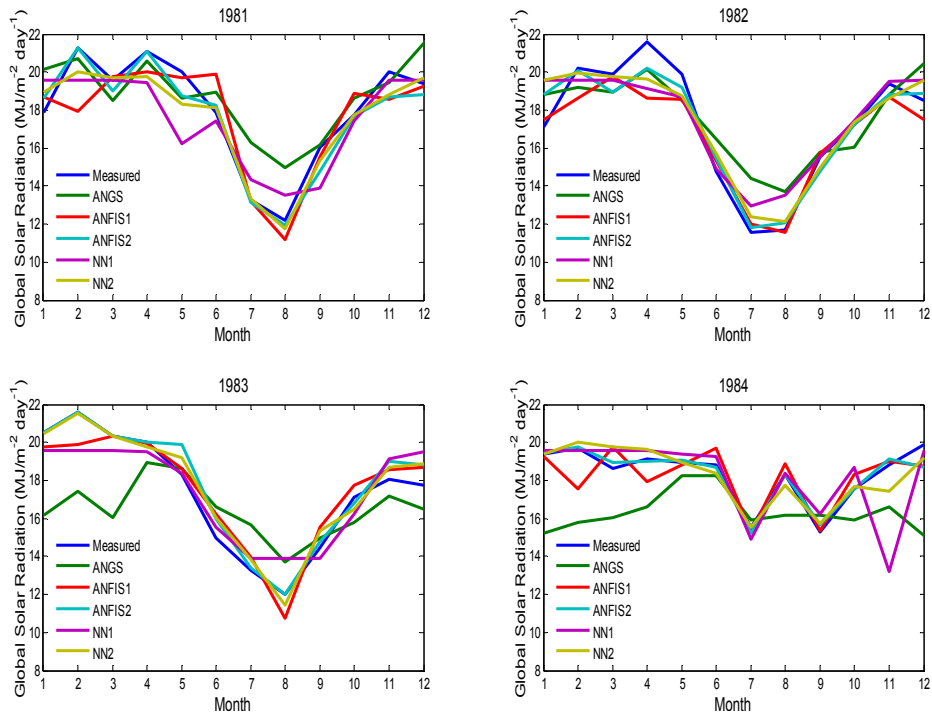 1981
Global Solar Radiation (MJ/m⁻² day⁻¹)
22
20
18
16
14
12
10
8
Measured
ANGS
ANFIS1
ANFIS2
NN1
NN2
1 2 3 4 5 6 7 8 9 10 11 12
Month
1982
Global Solar Radiation (MJ/m⁻² day⁻¹)
22
20
18
16
14
12
10
8
Measured
ANGS
ANFIS1
ANFIS2
NN1
NN2
1 2 3 4 5 6 7 8 9 10 11 12
Month
1983
Global Solar Radiation (MJ/m⁻² day⁻¹)
22
20
18
16
14
12
10
8
Measured
ANGS
ANFIS1
ANFIS2
NN1
NN2
1 2 3 4 5 6 7 8 9 10 11 12
Month
1984
Global Solar Radiation (MJ/m⁻² day⁻¹)
22
20
18
16
14
12
10
8
Measured
ANGS
ANFIS1
ANFIS2
NN1
NN2
1 2 3 4 5 6 7 8 9 10 11 12
Month